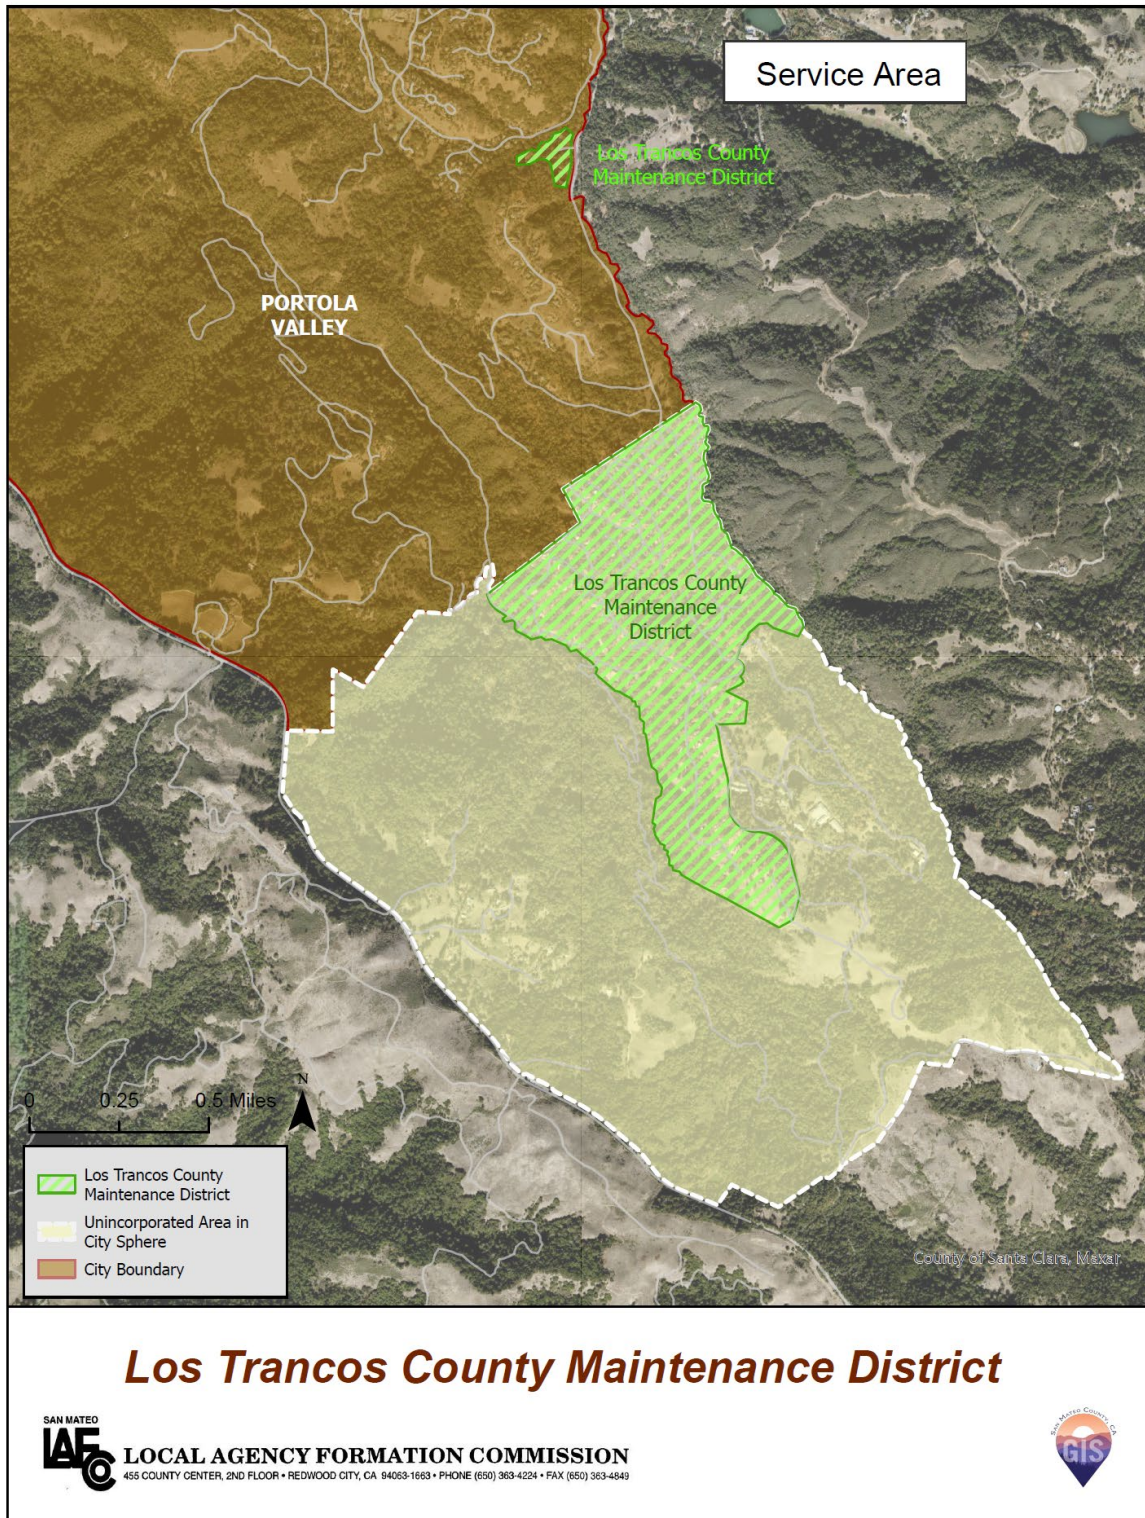 Service Area
Los Trancos County
Maintenance District
PORTOLA
VALLEY
Los Trancos County
Maintenance
District
N
0 0.25 0.5 Miles
Los Trancos County
Maintenance District
Unincorporated Area in
City Sphere
City Boundary
County of Santa Clara, Maxar
Los Trancos County Maintenance District
SAN MATEO
LAFCo
LOCAL AGENCY FORMATION COMMISSION
455 COUNTY CENTER, 2ND FLOOR • REDWOOD CITY, CA 94063-1663 • PHONE (650) 363-4224 • FAX (650) 363-4849
SAN MATEO COUNTY, CA
GIS